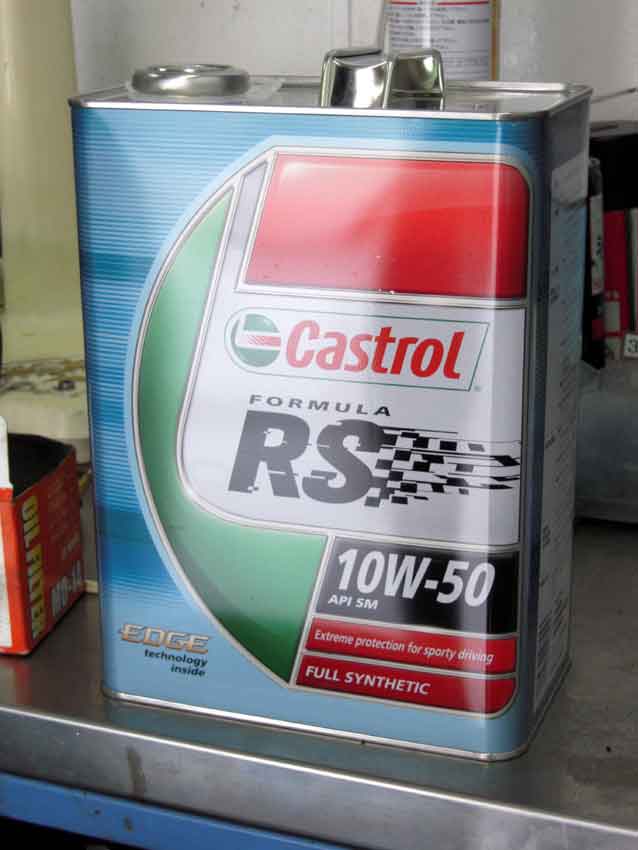 Castrol
FORMULA
RS
10W-50
API SM
Extreme protection for sporty driving
FULL SYNTHETIC
EDGE
technology
inside
OIL FILTER